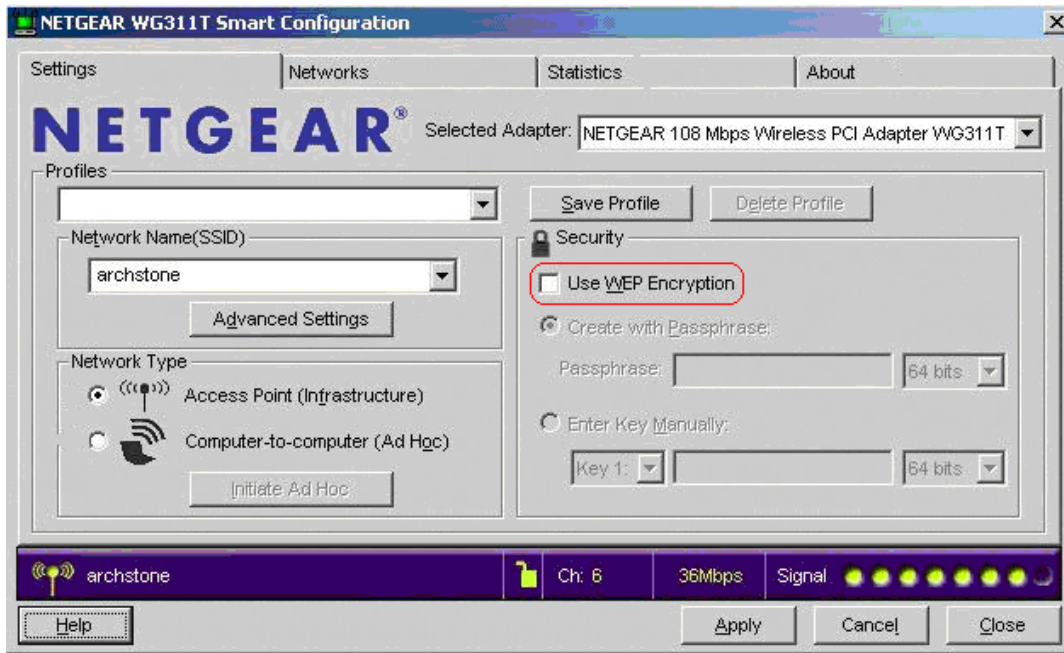 NETGEAR WG311T Smart Configuration
Settings
Networks
Statistics
About
NETGEAR®
Selected Adapter: NETGEAR 108 Mbps Wireless PCI Adapter WG311T
Profiles
Save Profile
Delete Profile
Network Name(SSID)
archstone
Advanced Settings
Security
Use WEP Encryption
Create with Passphrase:
Passphrase:
64 bits
Enter Key Manually:
Key 1:
64 bits
Network Type
Access Point (Infrastructure)
Computer-to-computer (Ad Hoc)
Initiate Ad Hoc
archstone
Ch: 6
36Mbps
Signal
Help
Apply
Cancel
Close